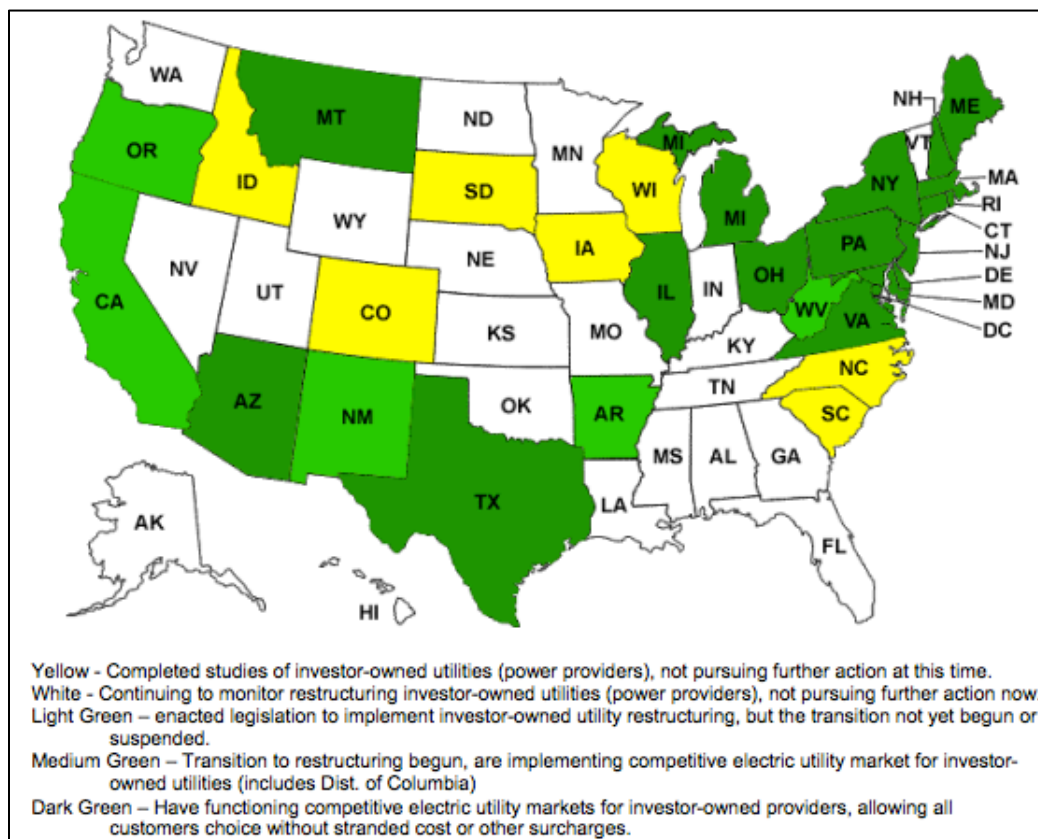 WA
MT
ND
MN
OR
ID
SD
WI
MI
MI
NH
VT
ME
NY
MA
RI
CT
NJ
DE
MD
DC
WY
NE
IA
IL
IN
OH
PA
WV
VA
NV
UT
CO
KS
MO
KY
NC
CA
AZ
NM
OK
AR
TN
SC
TX
LA
MS
AL
GA
FL
AK
HI
Yellow - Completed studies of investor-owned utilities (power providers), not pursuing further action at this time.
White - Continuing to monitor restructuring investor-owned utilities (power providers), not pursuing further action now.
Light Green – enacted legislation to implement investor-owned utility restructuring, but the transition not yet begun or
suspended.
Medium Green – Transition to restructuring begun, are implementing competitive electric utility market for investor-
owned utilities (includes Dist. of Columbia)
Dark Green – Have functioning competitive electric utility markets for investor-owned providers, allowing all
customers choice without stranded cost or other surcharges.